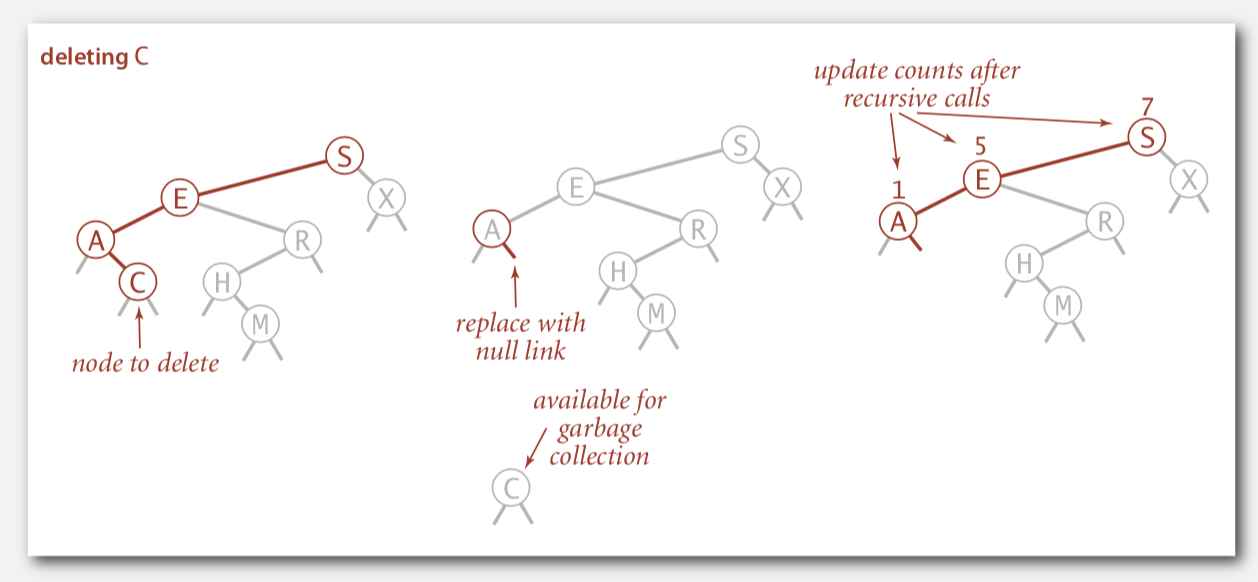 deleting C
S
E
X
A
R
C
H
M
node to delete
S
E
X
A
R
H
M
replace with
null link
available for
garbage
collection
C
update counts after
recursive calls
7
S
5
E
X
1
A
R
H
M